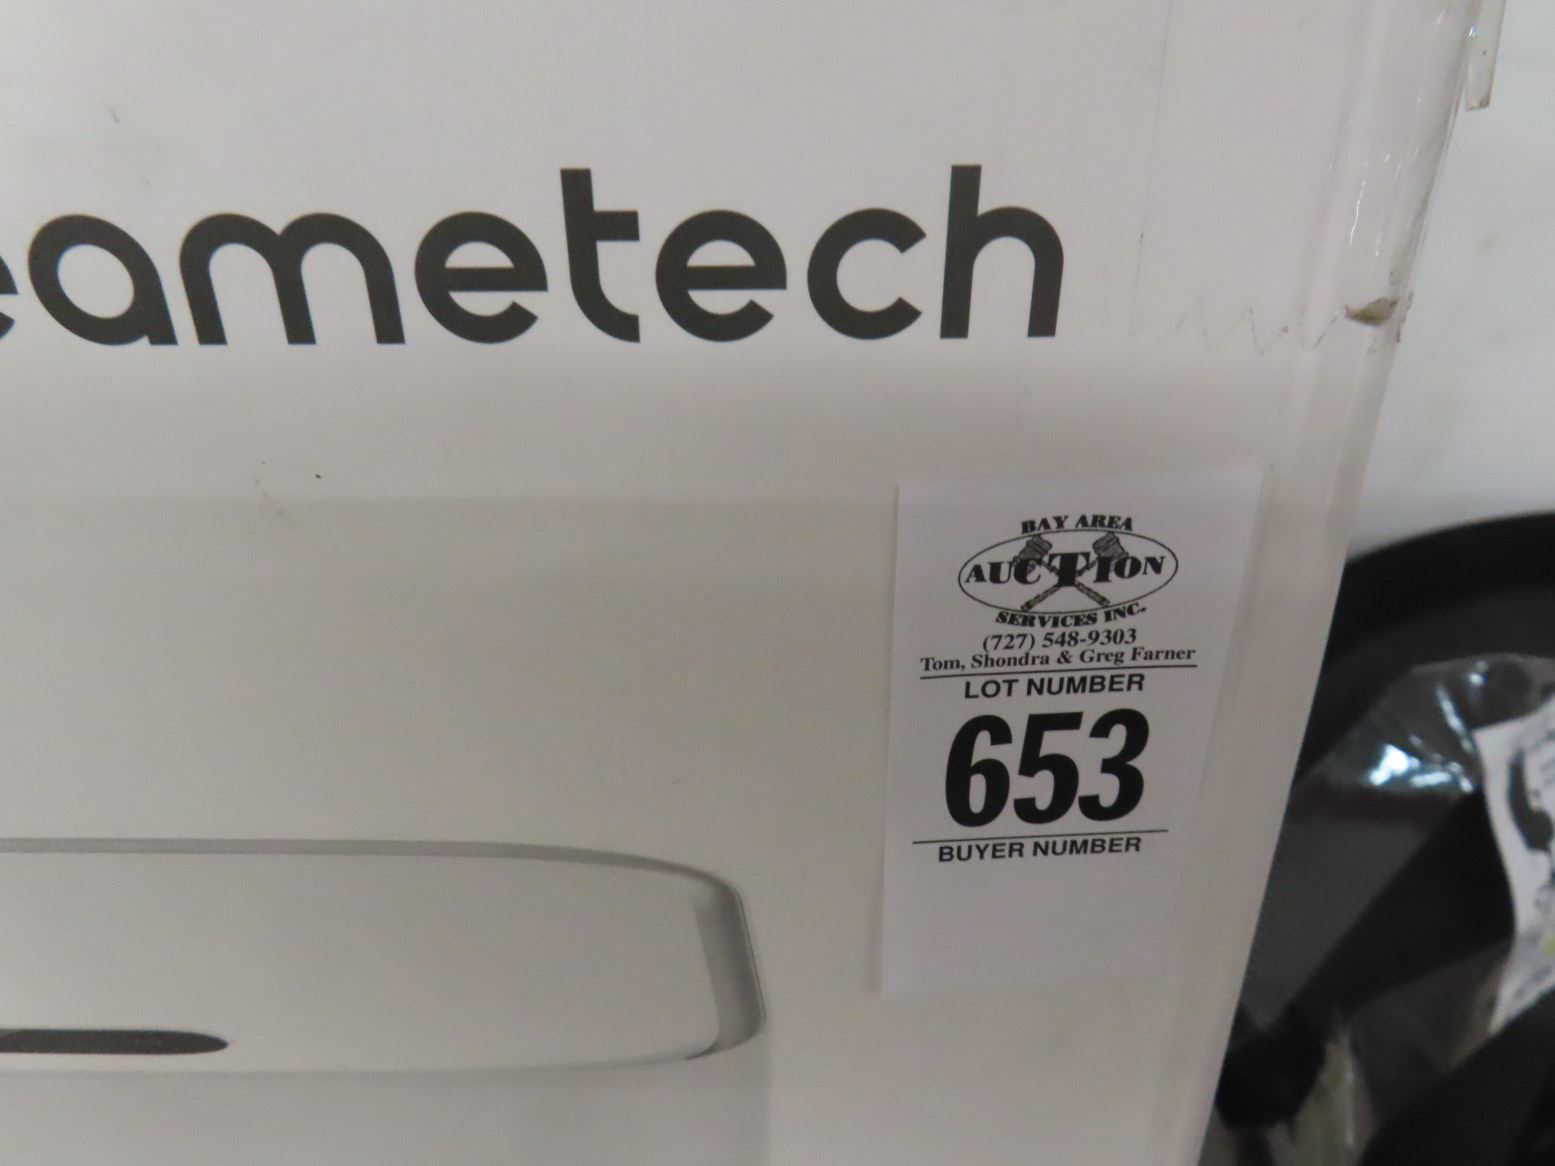 eametech
BAY AREA
AUCTION
SERVICES INC.
(727) 548-9303
Tom, Shondra & Greg Farner
LOT NUMBER
653
BUYER NUMBER